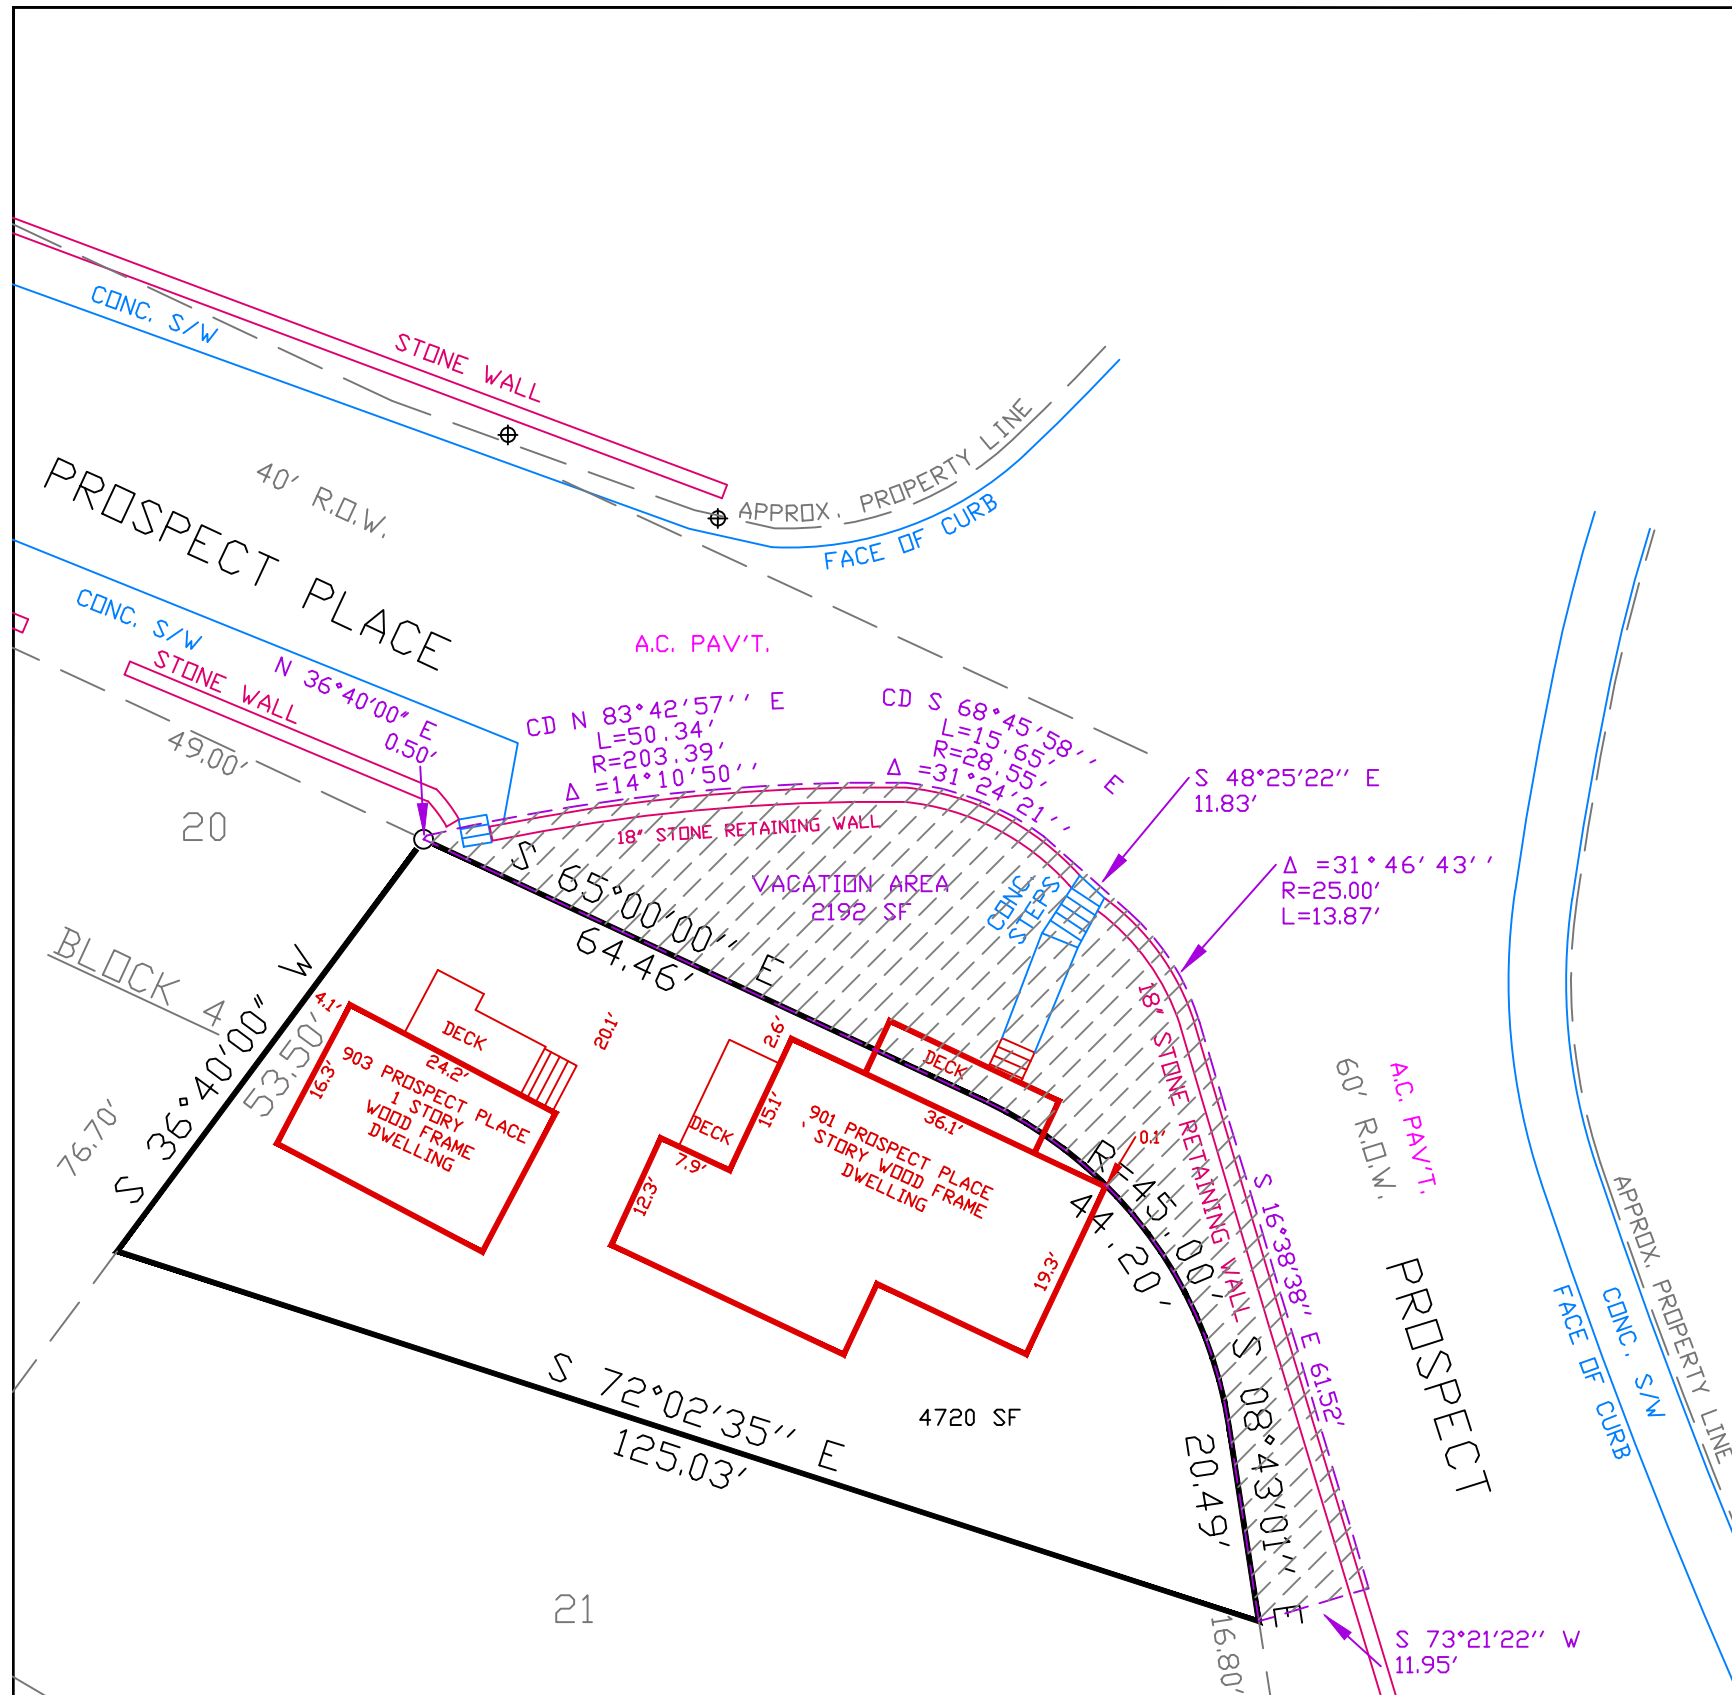 CONC. S/W
STONE WALL
40' R.O.W.
PROSPECT PLACE
APPROX. PROPERTY LINE
FACE OF CURB
CONC. S/W
STONE WALL
A.C. PAV'T.
N 36°40'00" E
0.50'
49.00'
CD N 83°42'57'' E
L=50.34'
R=203.39'
Δ =14°10'50''
CD S 68°45'58'' E
L=15.65'
R=28.55'
Δ =31°24'21''
S 48°25'22'' E
11.83'
Δ =31°46'43''
R=25.00'
L=13.87'
20
18" STONE RETAINING WALL
S 65°00'00'' E
64.46'
VACATION AREA
2192 SF
CONC
STEPS
BLOCK 4
S 36°40'00" W
53.50'
76.70'
4.1'
DECK
20.1'
24.2'
16.3'
903 PROSPECT PLACE
1 STORY
WOOD FRAME
DWELLING
2.6'
DECK
15.1'
7.9'
12.3'
DECK
36.1'
901 PROSPECT PLACE
STORY WOOD FRAME
DWELLING
0.1'
19.3'
R=45.00'
44.20'
18" STONE RETAINING WALL
S 16°38'38'' E 61.52'
60' R.O.W.
A.C. PAV'T.
PROSPECT
APPROX. PROPERTY LINE
CONC. S/W
FACE OF CURB
S 72°02'35'' E
125.03'
4720 SF
S 08°43'01'' E
20.49'
21
16.80'
S 73°21'22'' W
11.95'